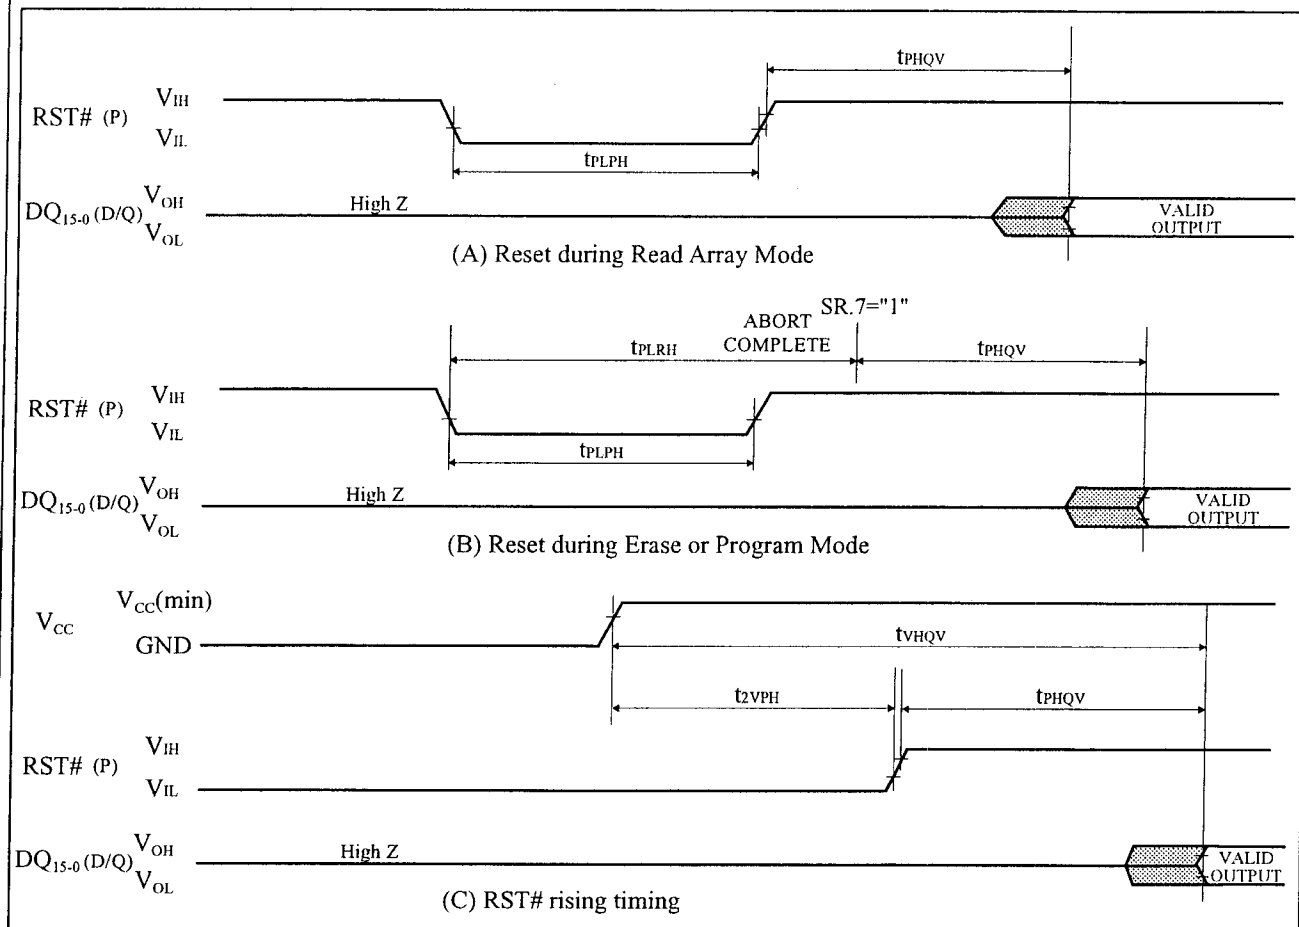 tPHQV
VIH
RST# (P)
VIL
tPLPH
VOH
DQ15-0 (D/Q)
High Z
VOL
VALID
OUTPUT
(A) Reset during Read Array Mode
SR.7="1"
ABORT
COMPLETE
tPLRH
tPHQV
VIH
RST# (P)
VIL
tPLPH
VOH
DQ15-0 (D/Q)
High Z
VOL
VALID
OUTPUT
(B) Reset during Erase or Program Mode
VCC(min)
VCC
GND
tVHQV
t2VPH
tPHQV
VIH
RST# (P)
VIL
VOH
DQ15-0 (D/Q)
High Z
VOL
VALID
OUTPUT
(C) RST# rising timing